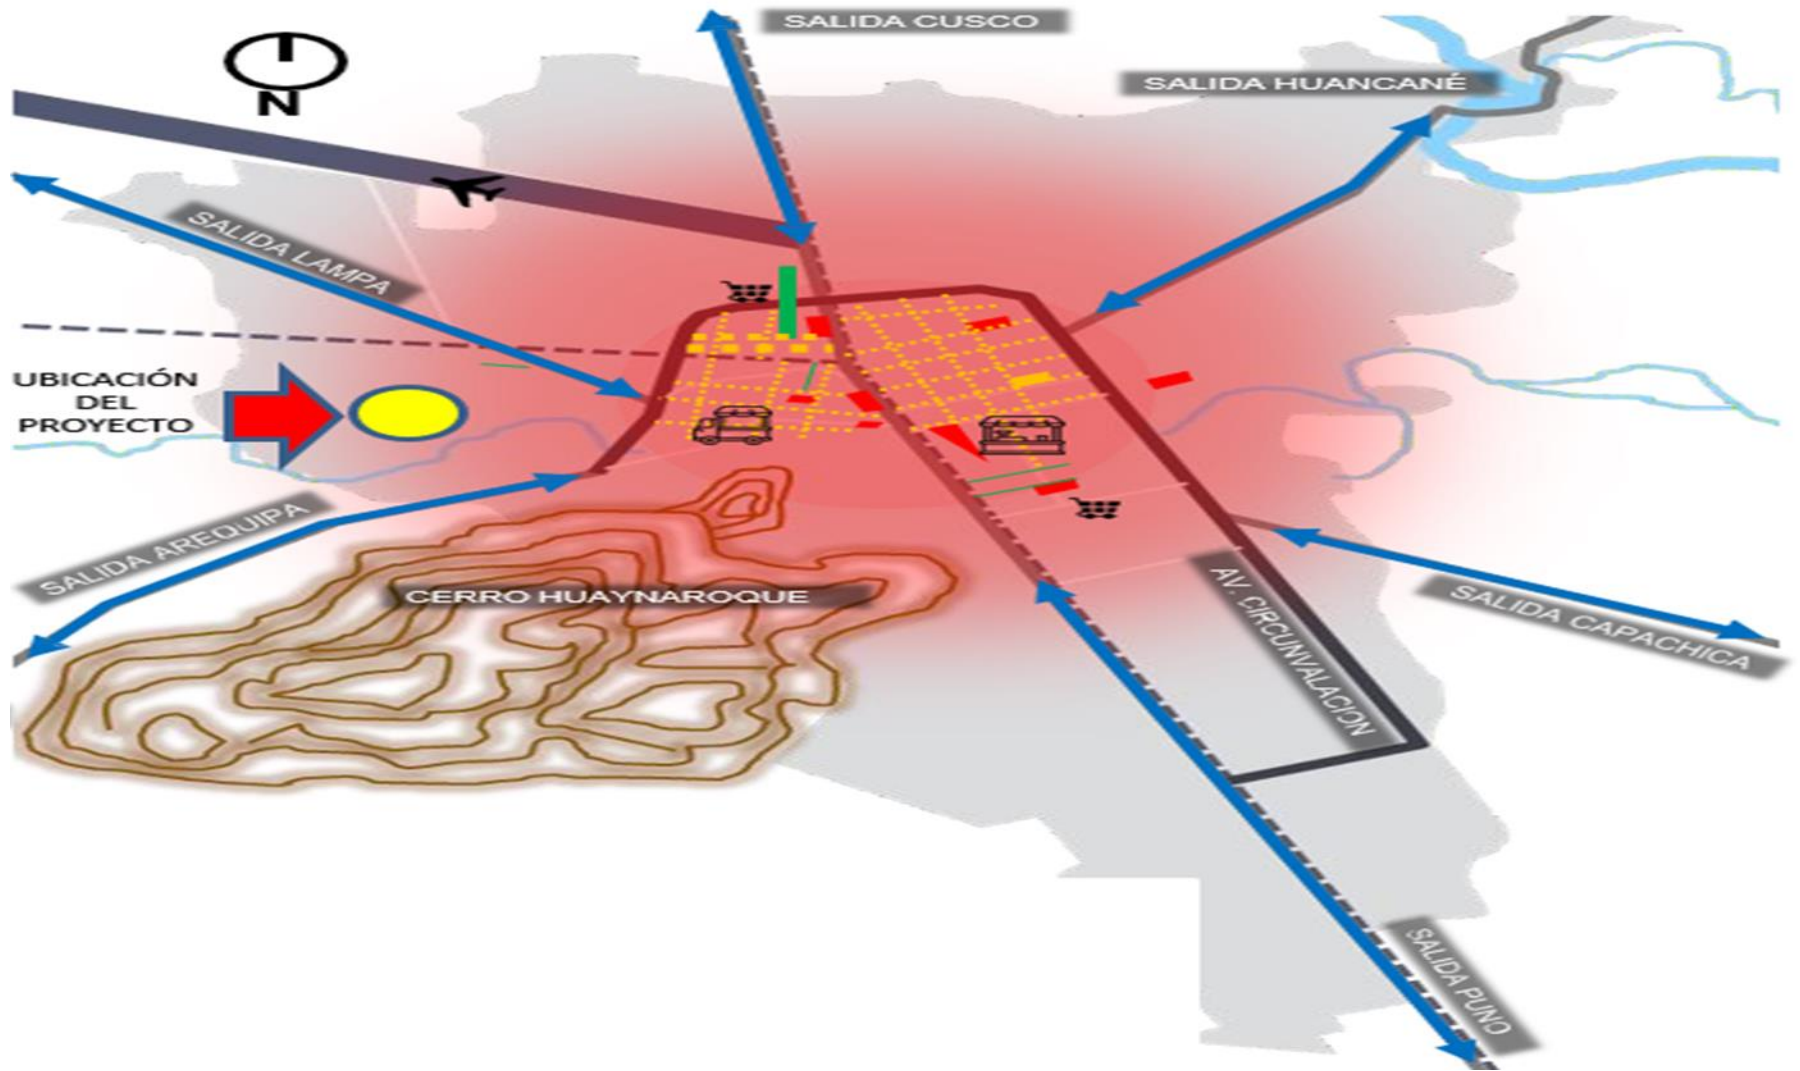 SALIDA CUSCO
SALIDA HUANCANÉ
N
SALIDA LAMPA
UBICACIÓN
DEL
PROYECTO
SALIDA AREQUIPA
CERRO HUAYNAROQUE
AV. CIRCUNVALACION
SALIDA CAPACHICA
SALIDA PUNO